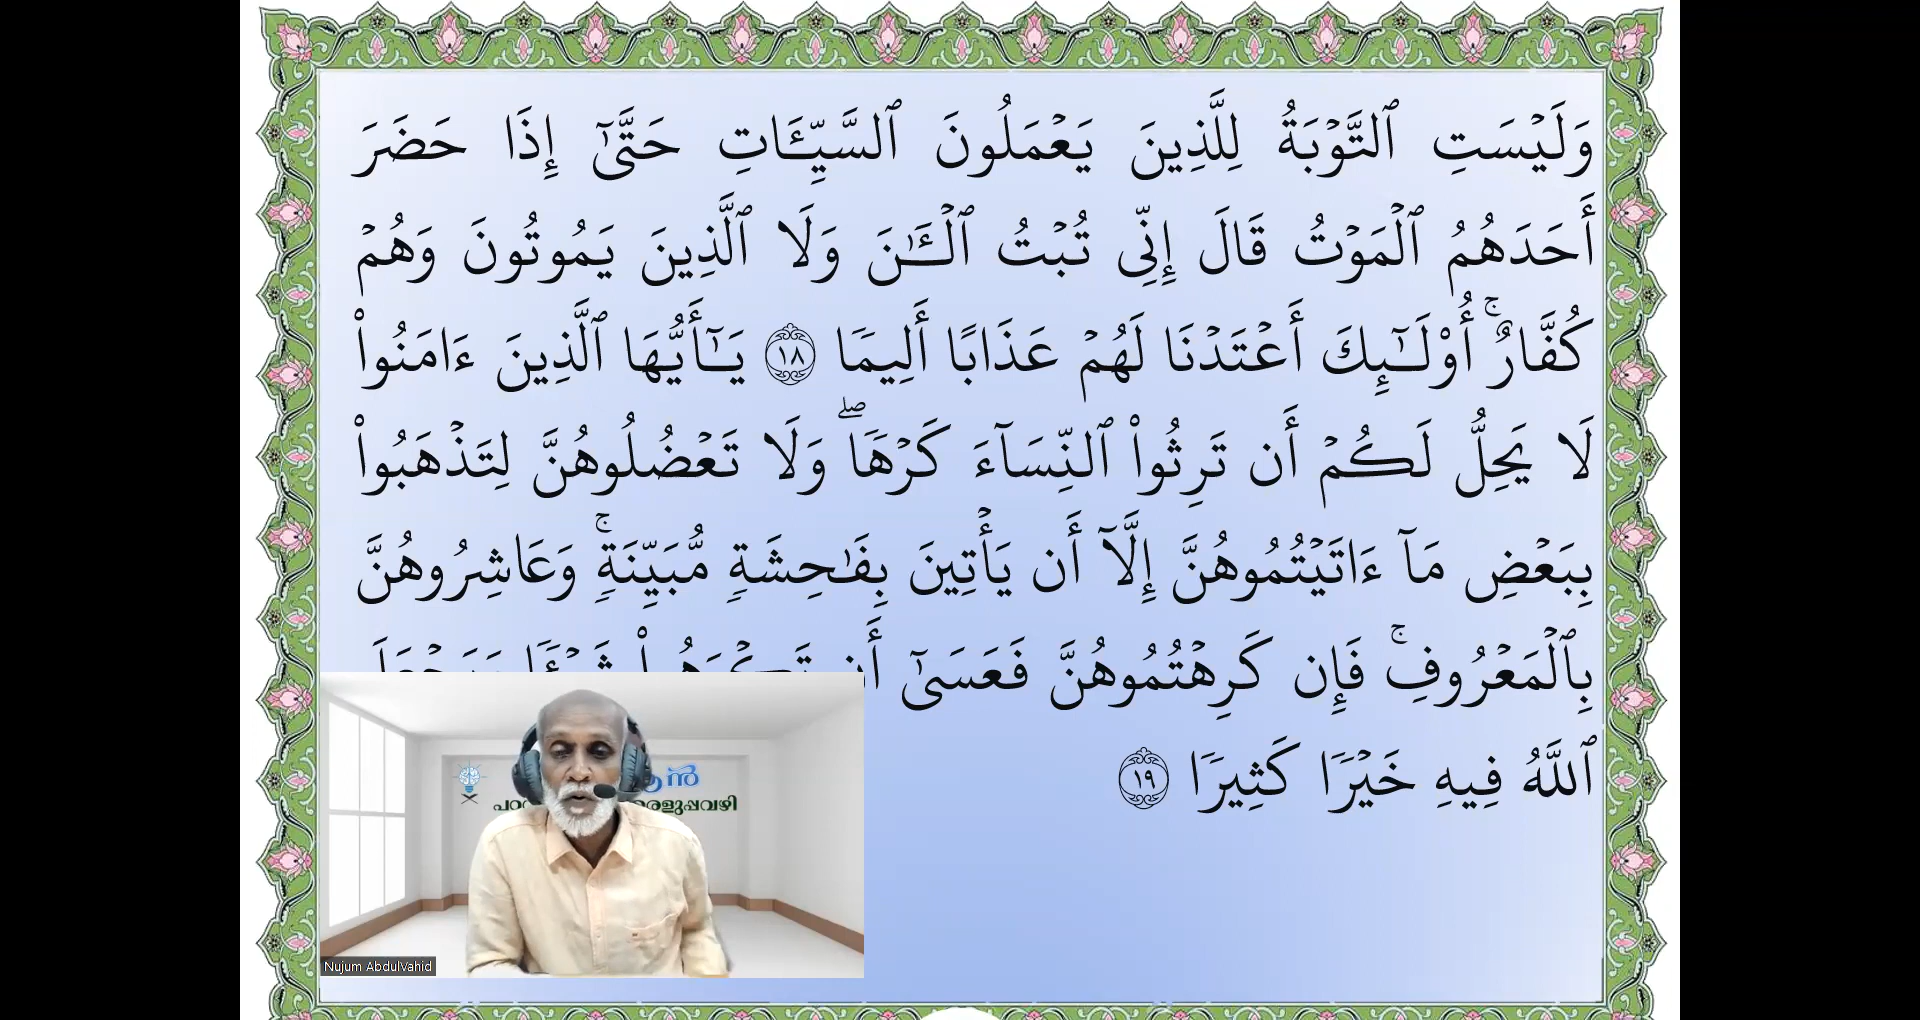 وَلَيۡسَتِ ٱلتَّوۡبَةُ لِلَّذِينَ يَعۡمَلُونَ ٱلسَّيِّـَٔاتِ حَتَّىٰٓ إِذَا حَضَرَ
أَحَدَهُمُ ٱلۡمَوۡتُ قَالَ إِنِّى تُبۡتُ ٱلۡـَٰٔنَ وَلَا ٱلَّذِينَ يَمُوتُونَ وَهُمۡ
كُفَّارٌۚ أُوْلَـٰٓئِكَ أَعۡتَدۡنَا لَهُمۡ عَذَابًا أَلِيمٗا ١٨ يَـٰٓأَيُّهَا ٱلَّذِينَ ءَامَنُواْ
لَا يَحِلُّ لَكُمۡ أَن تَرِثُواْ ٱلنِّسَآءَ كَرۡهٗاۖ وَلَا تَعۡضُلُوهُنَّ لِتَذۡهَبُواْ
بِبَعۡضِ مَآ ءَاتَيۡتُمُوهُنَّ إِلَّآ أَن يَأۡتِينَ بِفَٰحِشَةٖ مُّبَيِّنَةٖۚ وَعَاشِرُوهُنَّ
بِٱلۡمَعۡرُوفِۚ فَإِن كَرِهۡتُمُوهُنَّ فَعَسَىٰٓ أَن
ٱللَّهُ فِيهِ خَيۡرٗا كَثِيرٗا ١٩
Nujum Abdulvahid